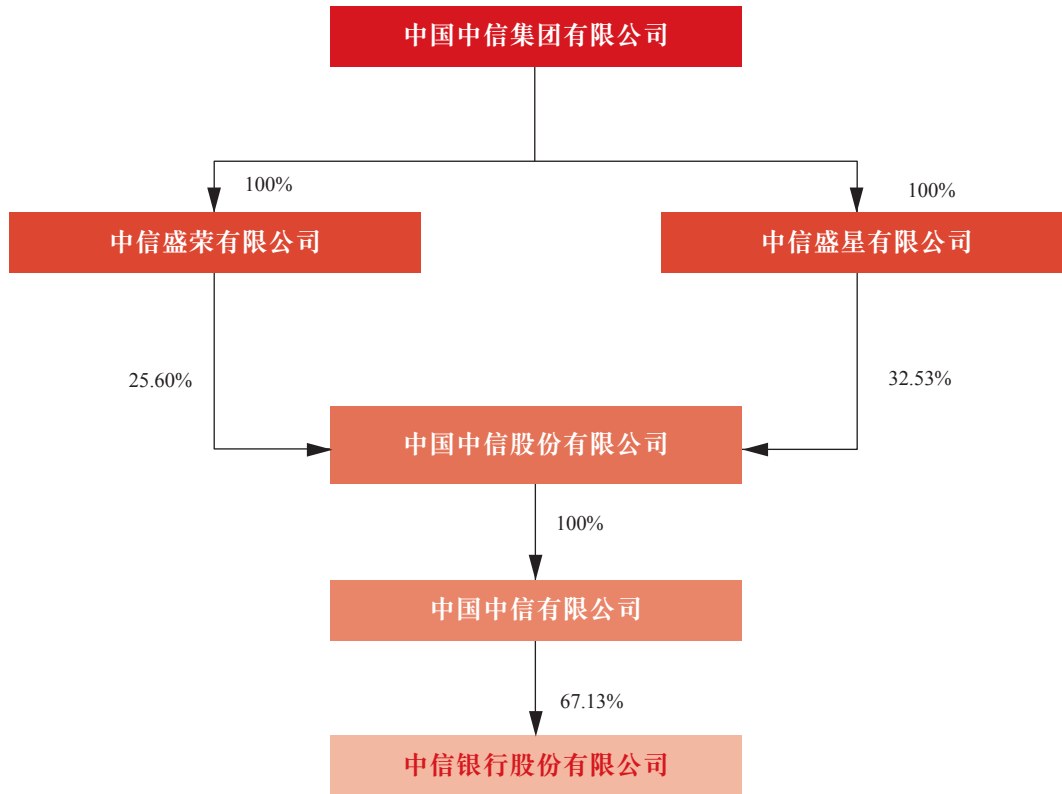 中国中信集团有限公司
100%
100%
中信盛荣有限公司
中信盛星有限公司
25.60%
32.53%
中国中信股份有限公司
100%
中国中信有限公司
67.13%
中信银行股份有限公司